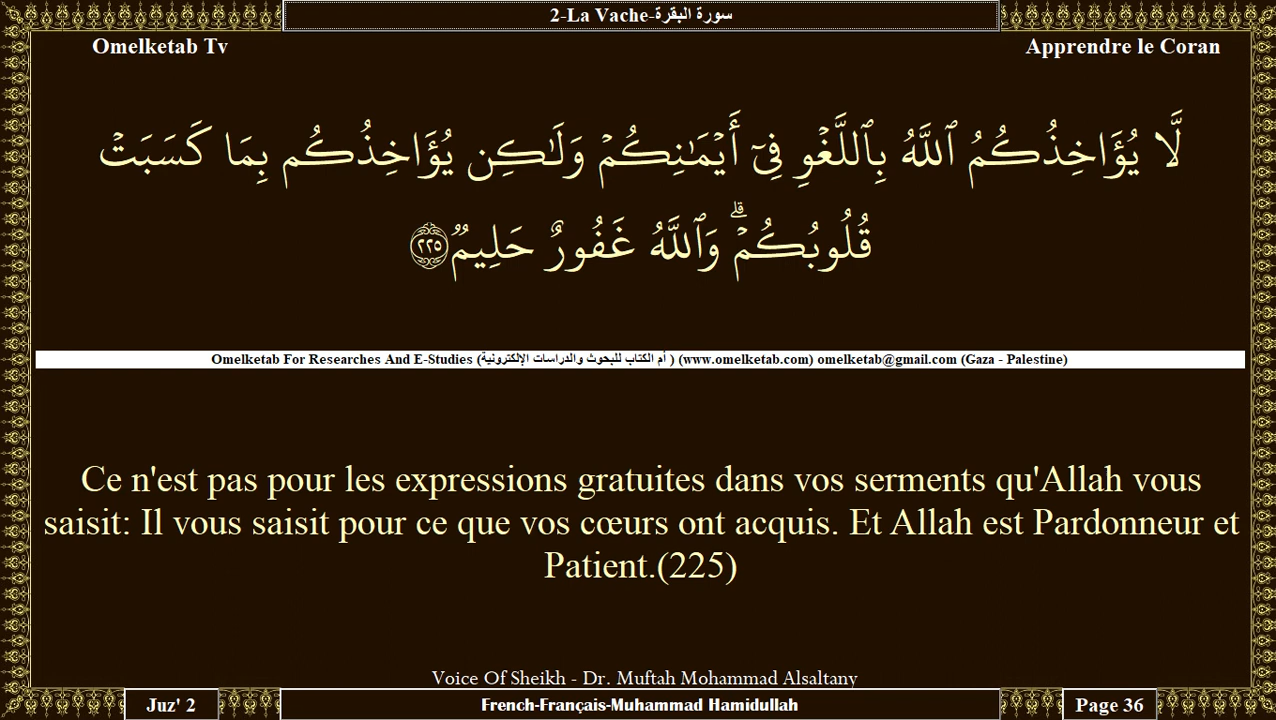 2-La Vache-سورة البقرة
Omelketab Tv
Apprendre le Coran
لَّا يُؤَاخِذُكُمُ ٱللَّهُ بِٱللَّغۡوِ فِيٓ أَيۡمَٰنِكُمۡ وَلَٰكِن يُؤَاخِذُكُم بِمَا كَسَبَتۡ
قُلُوبُكُمۡۗ وَٱللَّهُ غَفُورٌ حَلِيمٞ ٢٢٥
Omelketab For Researches And E-Studies (أم الكتاب للبحوث والدراسات الإلكترونية ) (www.omelketab.com) omelketab@gmail.com (Gaza - Palestine)
Ce n'est pas pour les expressions gratuites dans vos serments qu'Allah vous
saisit: Il vous saisit pour ce que vos cœurs ont acquis. Et Allah est Pardonneur et
Patient.(225)
Voice Of Sheikh - Dr. Muftah Mohammad Alsaltany
Juz' 2
French-Français-Muhammad Hamidullah
Page 36